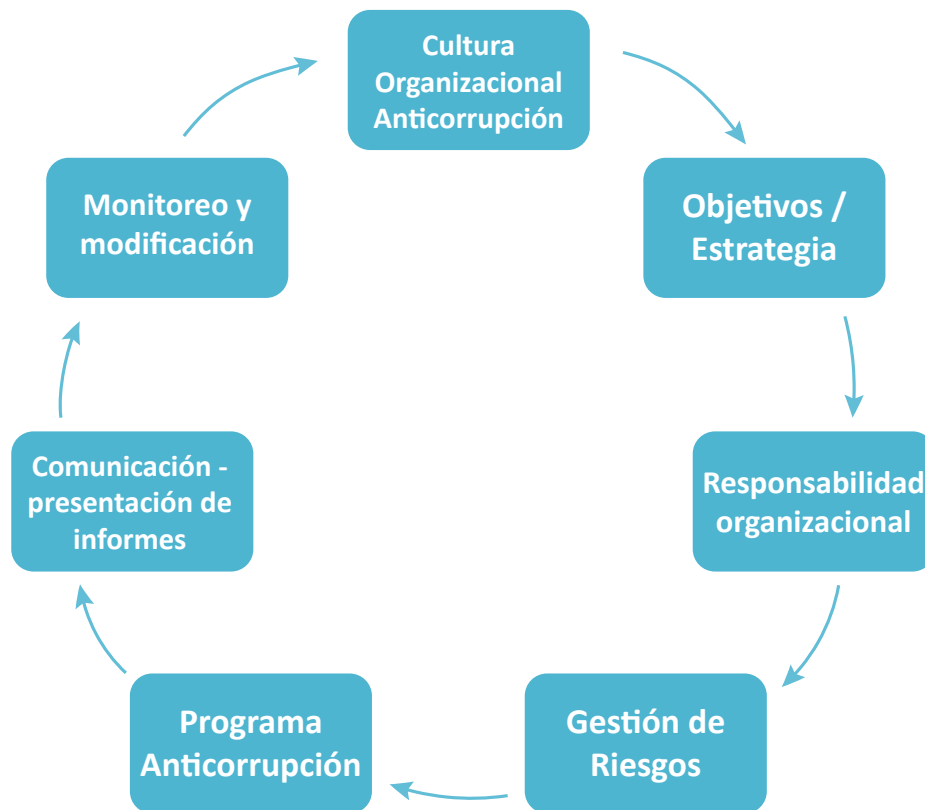 Cultura
Organizacional
Anticorrupción
Objetivos /
Estrategia
Responsabilidad
organizacional
Gestión de
Riesgos
Programa
Anticorrupción
Comunicación -
presentación de
informes
Monitoreo y
modificación